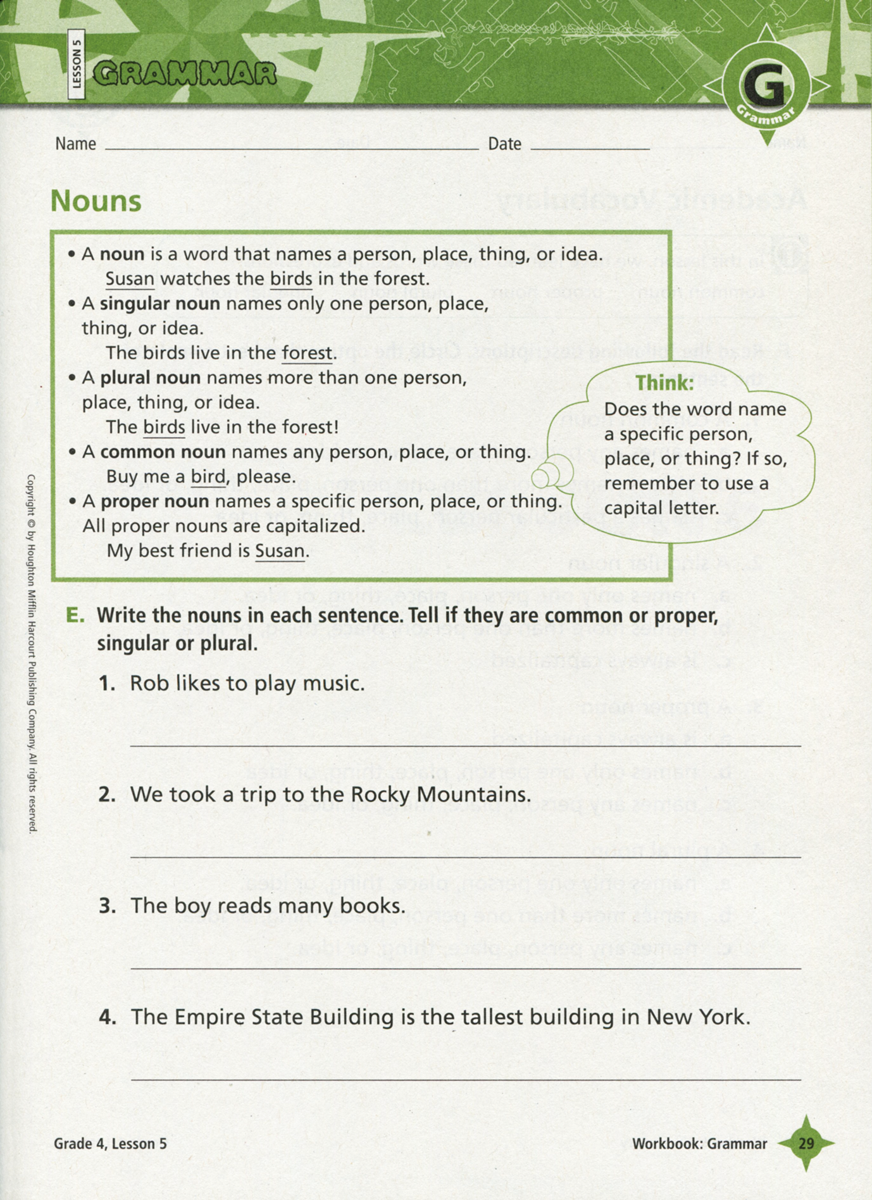 LESSON 5
GRAMMAR
G
Grammar
Name
Date
Nouns
• A noun is a word that names a person, place, thing, or idea.
Susan watches the birds in the forest.
• A singular noun names only one person, place,
thing, or idea.
The birds live in the forest.
• A plural noun names more than one person,
place, thing, or idea.
The birds live in the forest!
• A common noun names any person, place, or thing.
Buy me a bird, please.
• A proper noun names a specific person, place, or thing.
All proper nouns are capitalized.
My best friend is Susan.
Think:
Does the word name
a specific person,
place, or thing? If so,
remember to use a
capital letter.
E. Write the nouns in each sentence. Tell if they are common or proper,
singular or plural.
1. Rob likes to play music.
2. We took a trip to the Rocky Mountains.
3. The boy reads many books.
4. The Empire State Building is the tallest building in New York.
Copyright © by Houghton Mifflin Harcourt Publishing Company. All rights reserved.
Grade 4, Lesson 5
Workbook: Grammar
29